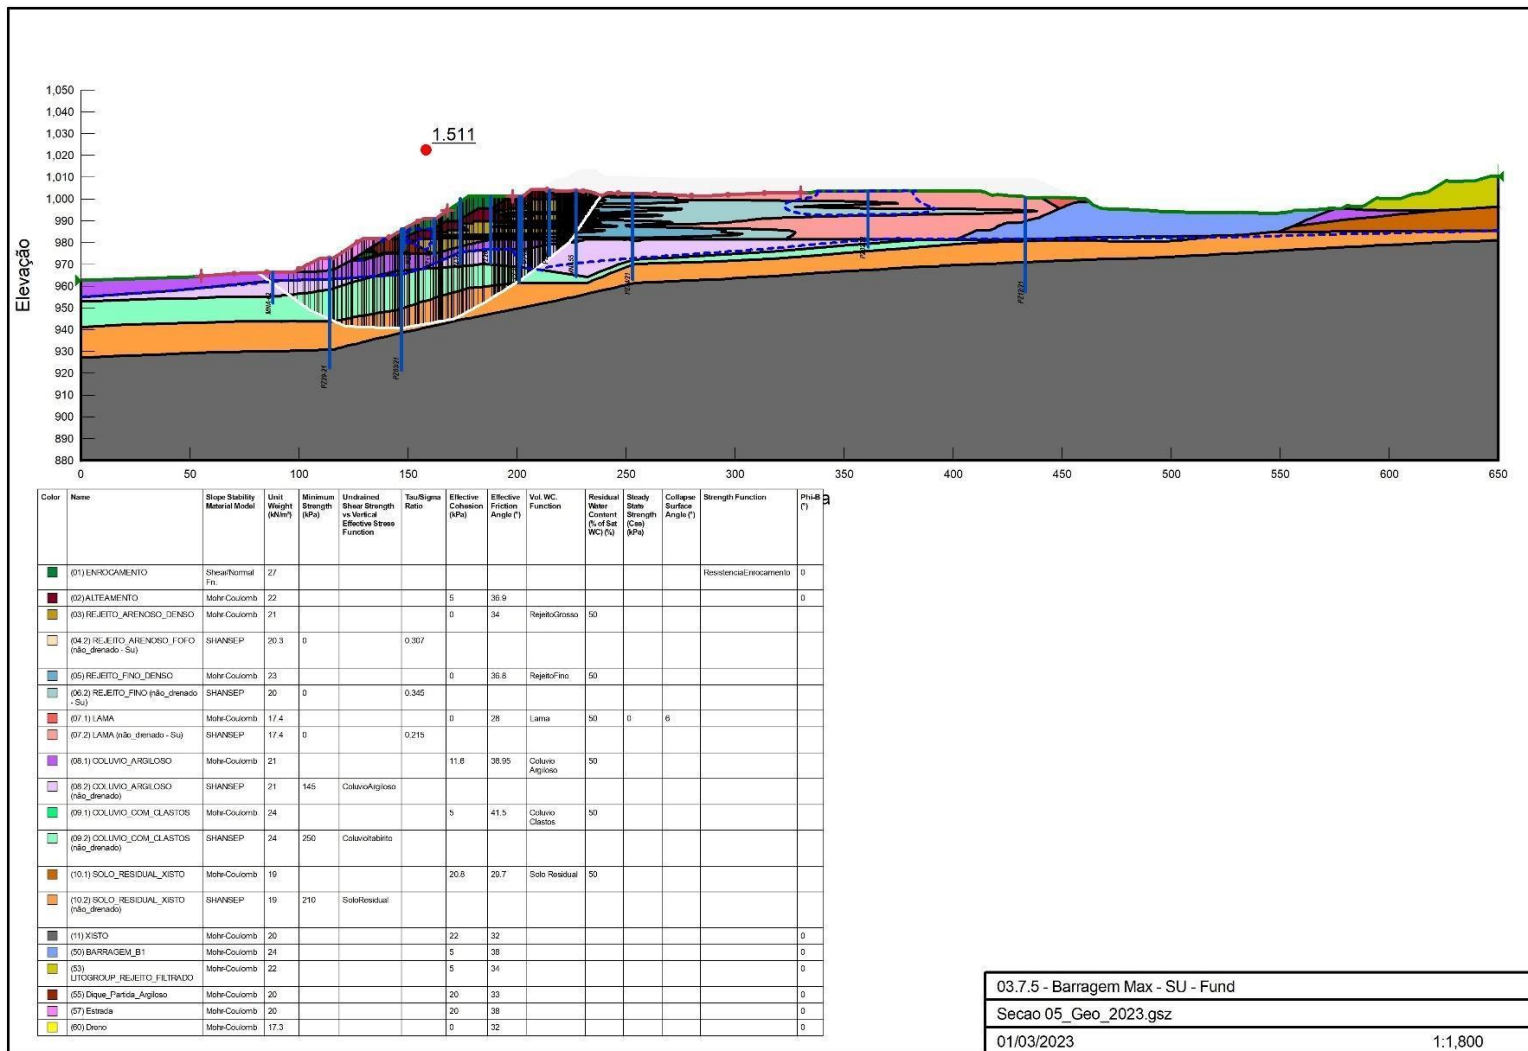 1,050
1,040
1,030
1,020
1,010
1,000
990
980
970
960
950
940
930
920
910
900
890
880
Elevação
1.511
0 50 100 150 200 250 300 350 400 450 500 550 600 650
a
Color Name Slope Stability Material Model Unit Weight (kN/m³) Minimum Strength (kPa) Undrained Shear Strength vs Vertical Effective Stress Function Tau/Sigma Ratio Effective Cohesion (kPa) Effective Friction Angle (°) Vol. WC. Function Residual Water Content (% of Sat WC) (%) Steady State Strength (Css) (kPa) Collapse Surface Angle (°) Strength Function Phi-B (°)
(01) ENROCAMENTO Shear/Normal Fn. 27 ResistenciaEnrocamento 0
(02) ALTEAMENTO Mohr-Coulomb 22 5 36.9 0
(03) REJEITO_ARENOSO_DENSO Mohr-Coulomb 21 0 34 RejeitoGrosso 50
(04.2) REJEITO_ARENOSO_FOFO (não_drenado - Su) SHANSEP 20.3 0 0.307
(05) REJEITO_FINO_DENSO Mohr-Coulomb 23 0 36.8 RejeitoFino 50
(06.2) REJEITO_FINO (não_drenado - Su) SHANSEP 20 0 0.345
(07.1) LAMA Mohr-Coulomb 17.4 0 28 Lama 50 0 6
(07.2) LAMA (não_drenado - Su) SHANSEP 17.4 0 0.215
(08.1) COLUVIO_ARGILOSO Mohr-Coulomb 21 11.8 38.95 Coluvio Argiloso 50
(08.2) COLUVIO_ARGILOSO (não_drenado) SHANSEP 21 145 ColuvioArgiloso
(09.1) COLUVIO_COM_CLASTOS Mohr-Coulomb 24 5 41.5 Coluvio Clastos 50
(09.2) COLUVIO_COM_CLASTOS (não_drenado) SHANSEP 24 250 ColuvioItabirito
(10.1) SOLO_RESIDUAL_XISTO Mohr-Coulomb 19 20.8 29.7 Solo Residual 50
(10.2) SOLO_RESIDUAL_XISTO (não_drenado) SHANSEP 19 210 SoloResidual
(11) XISTO Mohr-Coulomb 20 22 32 0
(50) BARRAGEM_B1 Mohr-Coulomb 24 5 38 0
(53) LITOGROUP_REJEITO_FILTRADO Mohr-Coulomb 22 5 34 0
(55) Dique_Partida_Argiloso Mohr-Coulomb 20 20 33 0
(57) Estrada Mohr-Coulomb 20 20 38 0
(60) Dreno Mohr-Coulomb 17.3 0 32 0
03.7.5 - Barragem Max - SU - Fund
Secao 05_Geo_2023.gsz
01/03/2023 1:1,800